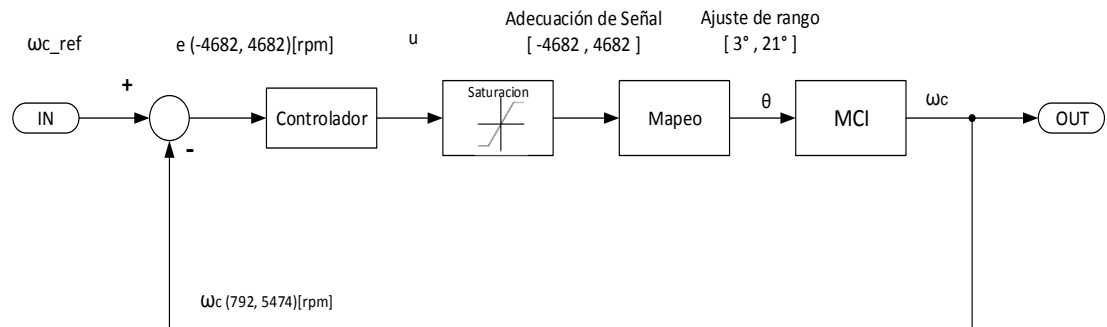 Adecuación de Señal
Ajuste de rango
ωc_ref
e (-4682, 4682)[rpm]
u
[ -4682 , 4682 ]
[ 3° , 21° ]
+
IN
-
Controlador
Saturacion
Mapeo
θ
MCI
ωc
OUT
ωc (792, 5474)[rpm]